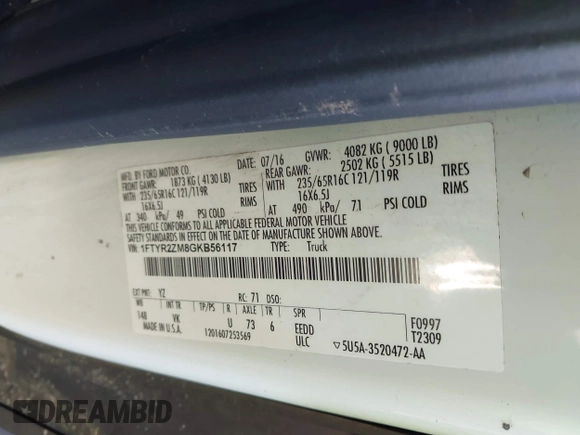 MFD. BY FORD MOTOR CO.
DATE: 07/16 GVWR: 4082 KG ( 9000 LB)
FRONT GAWR: 1873 KG ( 4130 LB) REAR GAWR: 2502 KG ( 5515 LB)
WITH 235/65R16C 121/119R TIRES WITH 235/65R16C 121/119R TIRES
16X6.5J RIMS 16X6.5J RIMS
AT 340 kPa/ 49 PSI COLD AT 490 kPa/ 71 PSI COLD
THIS VEHICLE CONFORMS TO ALL APPLICABLE FEDERAL MOTOR VEHICLE
SAFETY STANDARDS IN EFFECT ON THE DATE OF MANUFACTURE SHOWN ABOVE.
VIN: 1FTYR2ZM8GKB56117 TYPE: Truck
EXT PNT: YZ RC: 71 DSO:
WB INT TR TP/PS R AXLE TR SPR
148 VK U 73 6 EEDD
MADE IN U.S.A. 1201607253569 ULC
F0997
T2309
▽5U5A-3520472-AA
DREAMBID